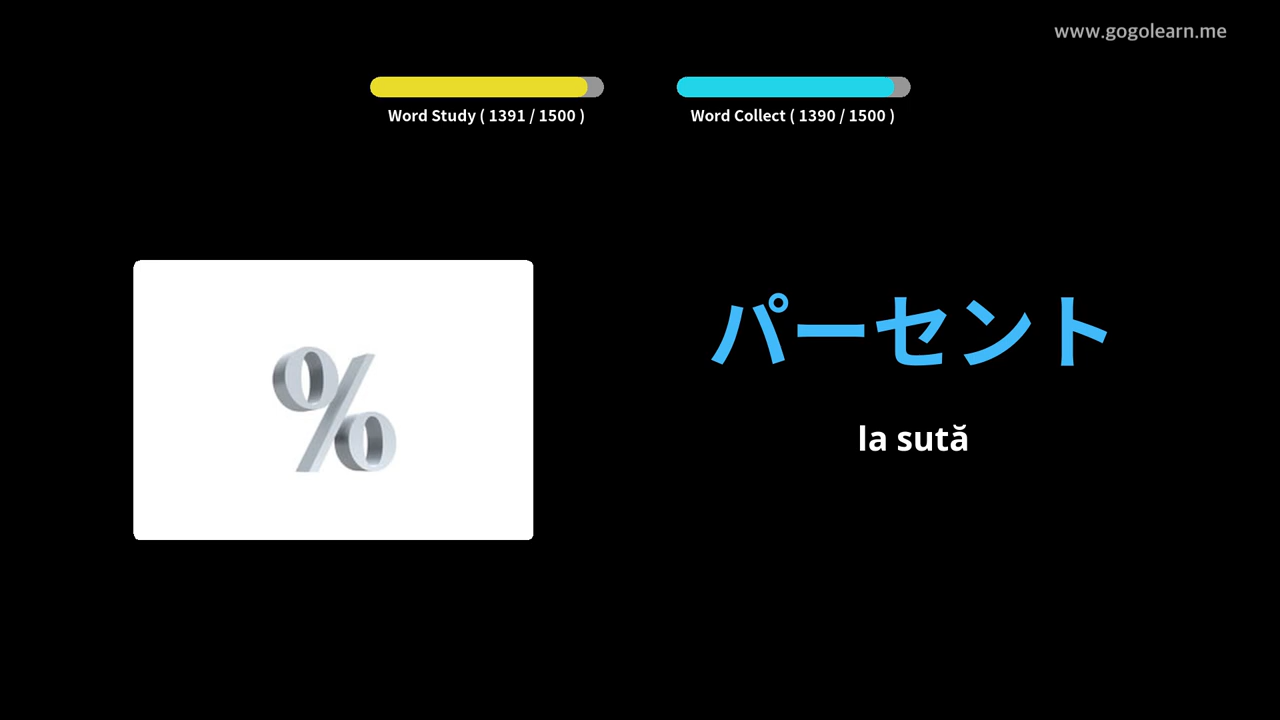 www.gogolearn.me
Word Study ( 1391 / 1500 )
Word Collect ( 1390 / 1500 )
%
パーセント
la sută